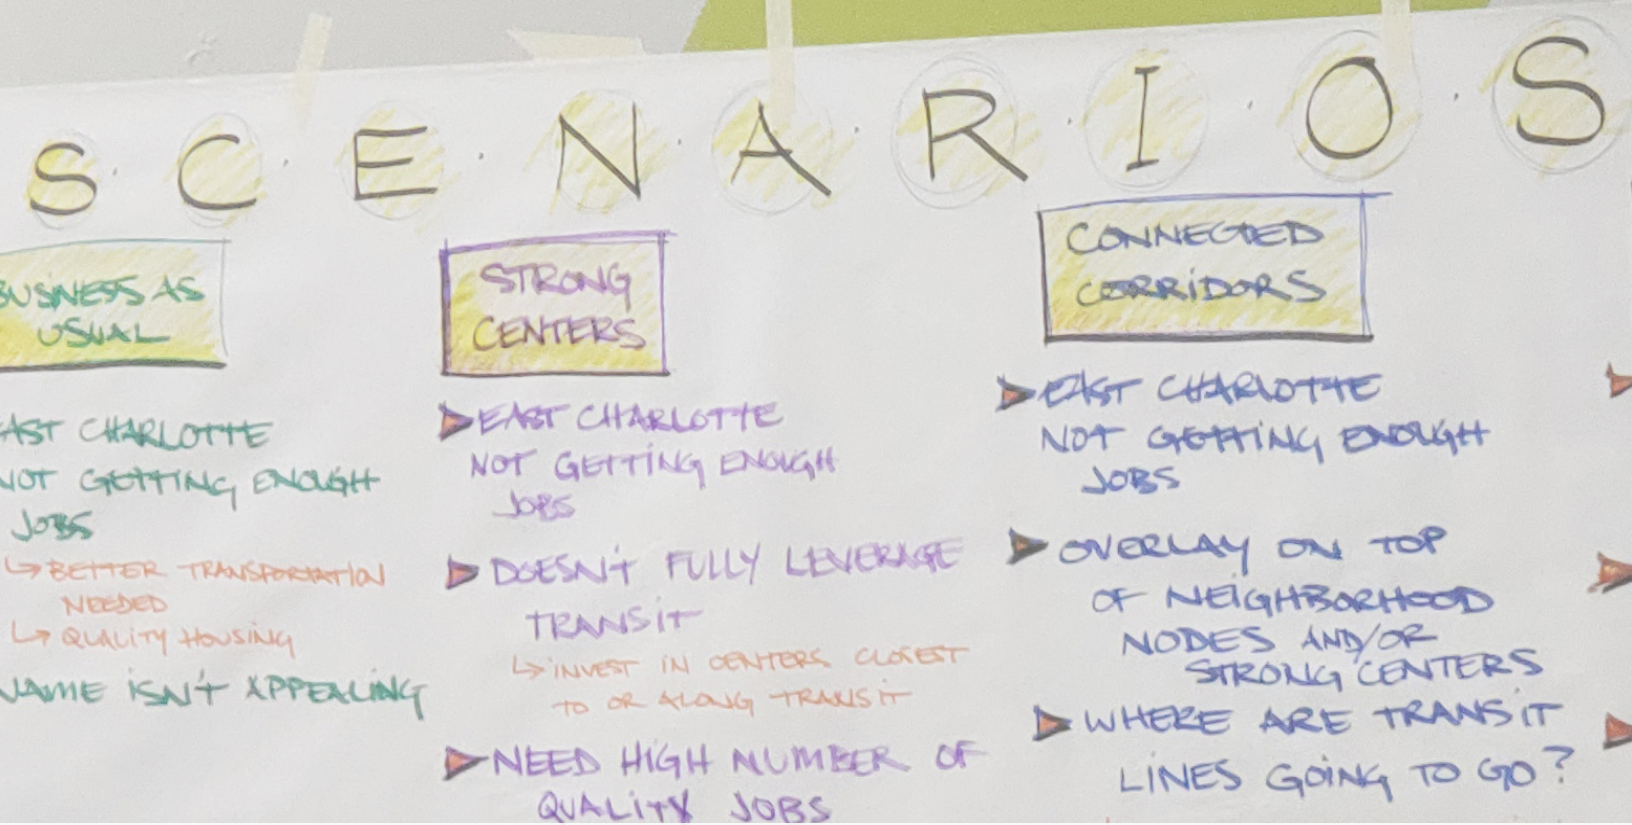 S·C·E·N·A·R·I·O·S
BUSINESS AS
USUAL
EAST CHARLOTTE
NOT GETTING ENOUGH
JOBS
↳ BETTER TRANSPORTATION
NEEDED
↳ QUALITY HOUSING
NAME ISN'T APPEALING
STRONG
CENTERS
EAST CHARLOTTE
NOT GETTING ENOUGH
JOBS
DOESN'T FULLY LEVERAGE
TRANSIT
↳ INVEST IN CENTERS CLOSEST
TO OR ALONG TRANSIT
NEED HIGH NUMBER OF
QUALITY JOBS
CONNECTED
CORRIDORS
EAST CHARLOTTE
NOT GETTING ENOUGH
JOBS
OVERLAY ON TOP
OF NEIGHBORHOOD
NODES AND/OR
STRONG CENTERS
WHERE ARE TRANSIT
LINES GOING TO GO?